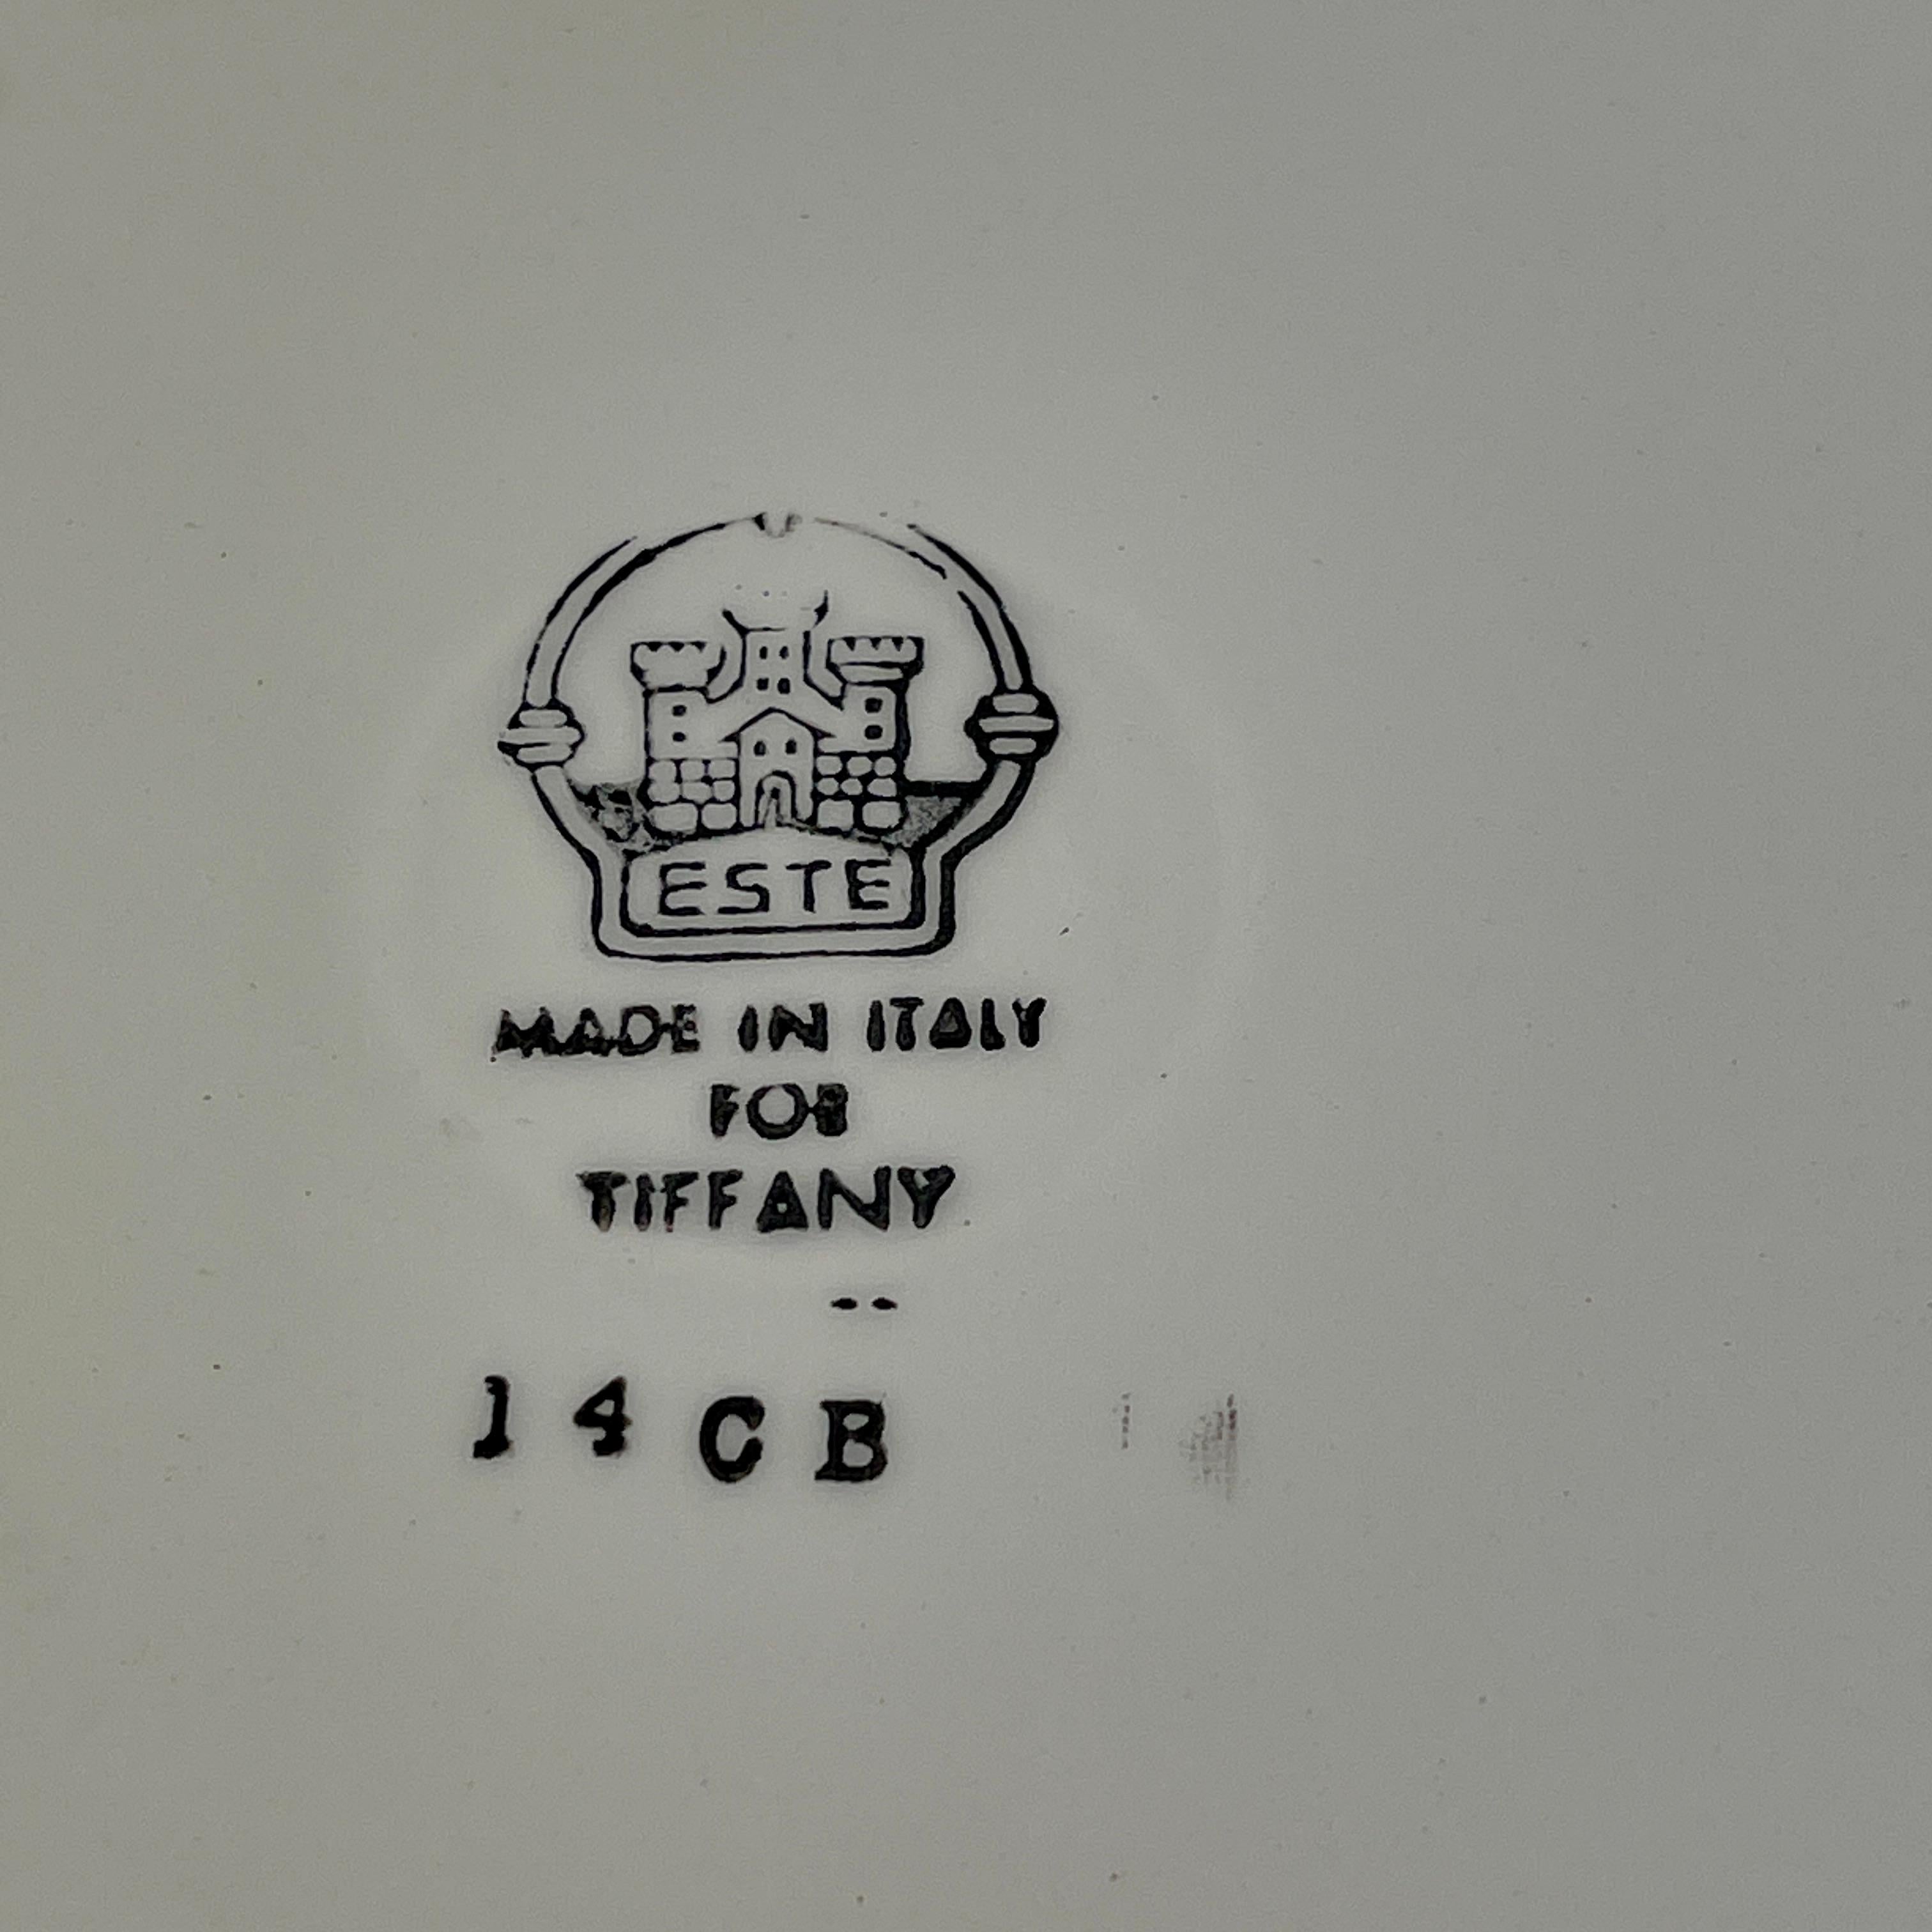 ESTE
MADE IN ITALY
FOR
TIFFANY
--
14CB